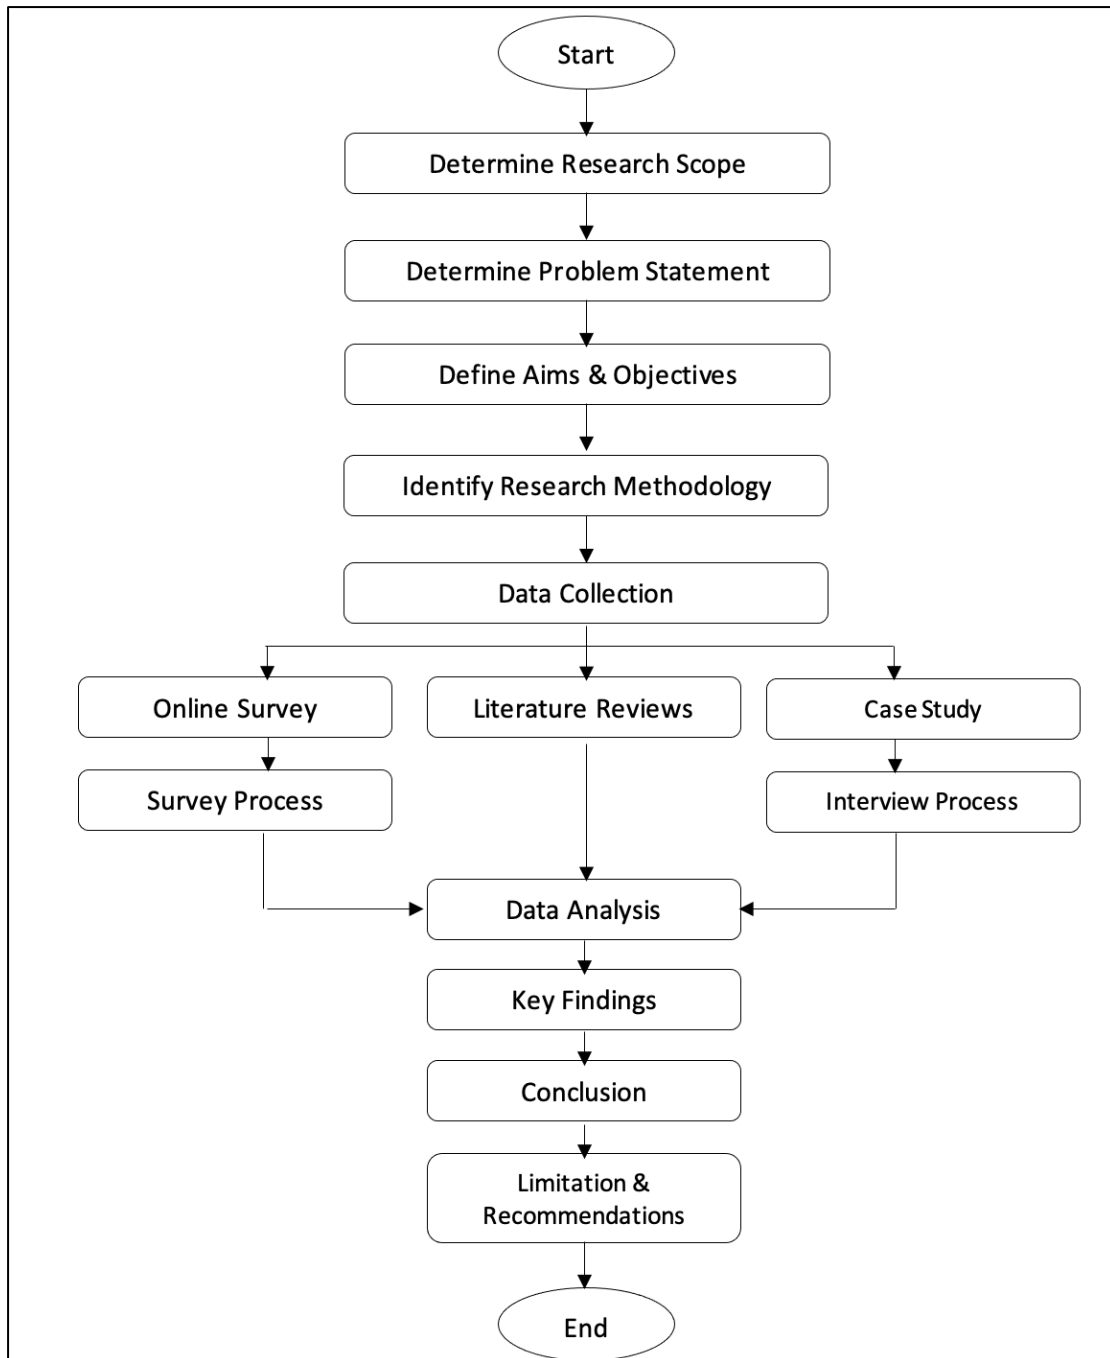 Start
Determine Research Scope
Determine Problem Statement
Define Aims & Objectives
Identify Research Methodology
Data Collection
Online Survey
Literature Reviews
Case Study
Survey Process
Interview Process
Data Analysis
Key Findings
Conclusion
Limitation &
Recommendations
End